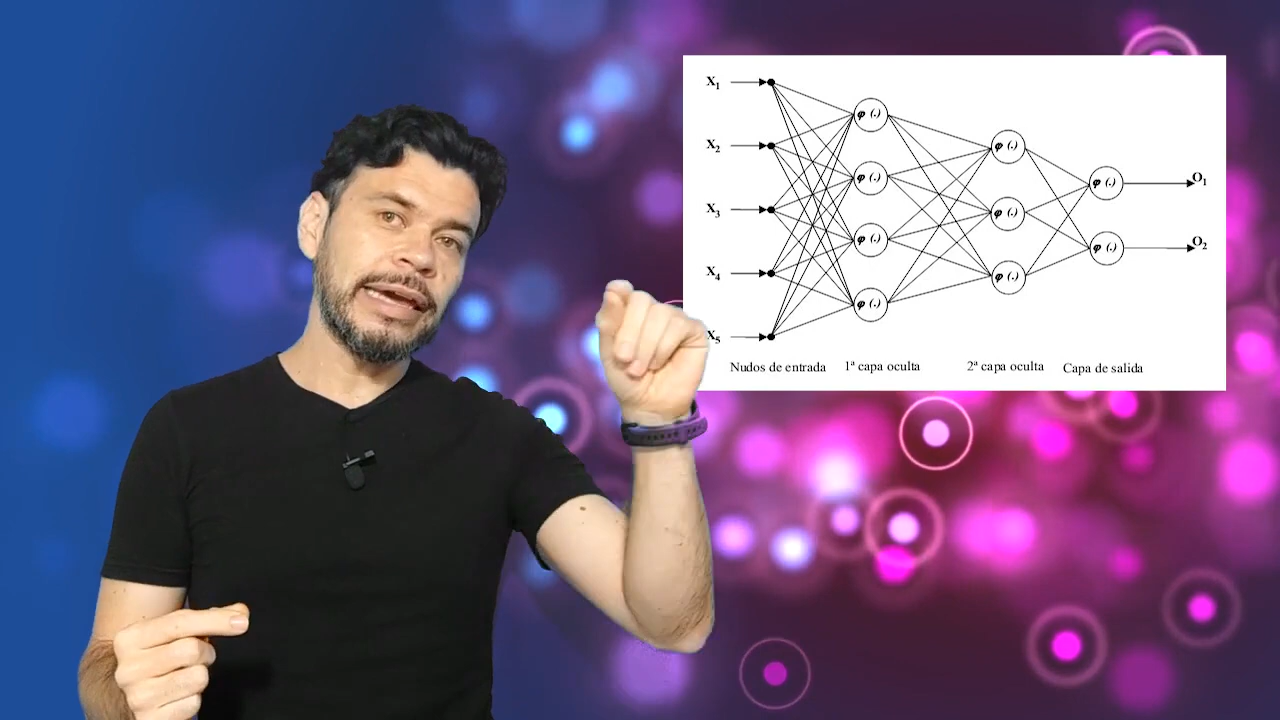 X1
X2
X3
X4
X5
φ (.)
φ (.)
φ (.)
φ (.)
φ (.)
φ (.)
φ (.)
φ (.)
φ (.)
O1
O2
Nudos de entrada 1ª capa oculta 2ª capa oculta Capa de salida